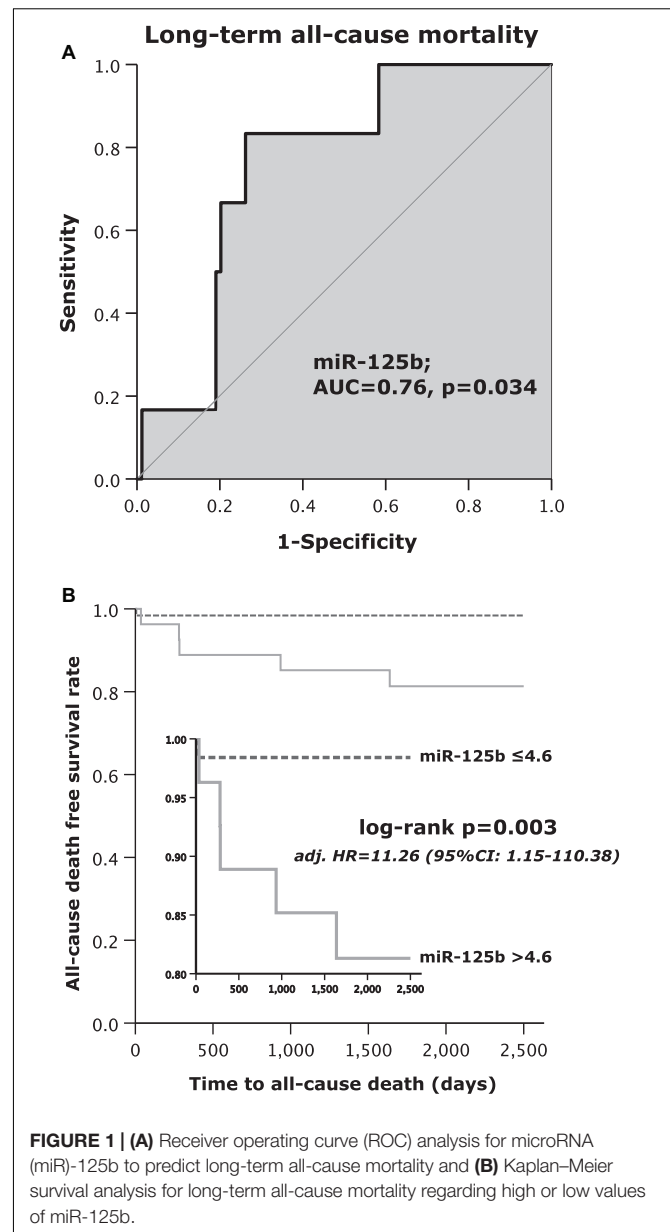 Long-term all-cause mortality
A
1.0
0.8
0.6
0.4
0.2
0.0
Sensitivity
miR-125b;
AUC=0.76, p=0.034
0.0 0.2 0.4 0.6 0.8 1.0
1-Specificity
B
1.0
0.8
0.6
0.4
0.2
0.0
All-cause death free survival rate
1.00
0.95
0.90
0.85
0.80
miR-125b ≤4.6
log-rank p=0.003
adj. HR=11.26 (95%CI: 1.15-110.38)
miR-125b >4.6
0 500 1,000 1,500 2,000 2,500
0 500 1,000 1,500 2,000 2,500
Time to all-cause death (days)
FIGURE 1 | (A) Receiver operating curve (ROC) analysis for microRNA
(miR)-125b to predict long-term all-cause mortality and (B) Kaplan–Meier
survival analysis for long-term all-cause mortality regarding high or low values
of miR-125b.